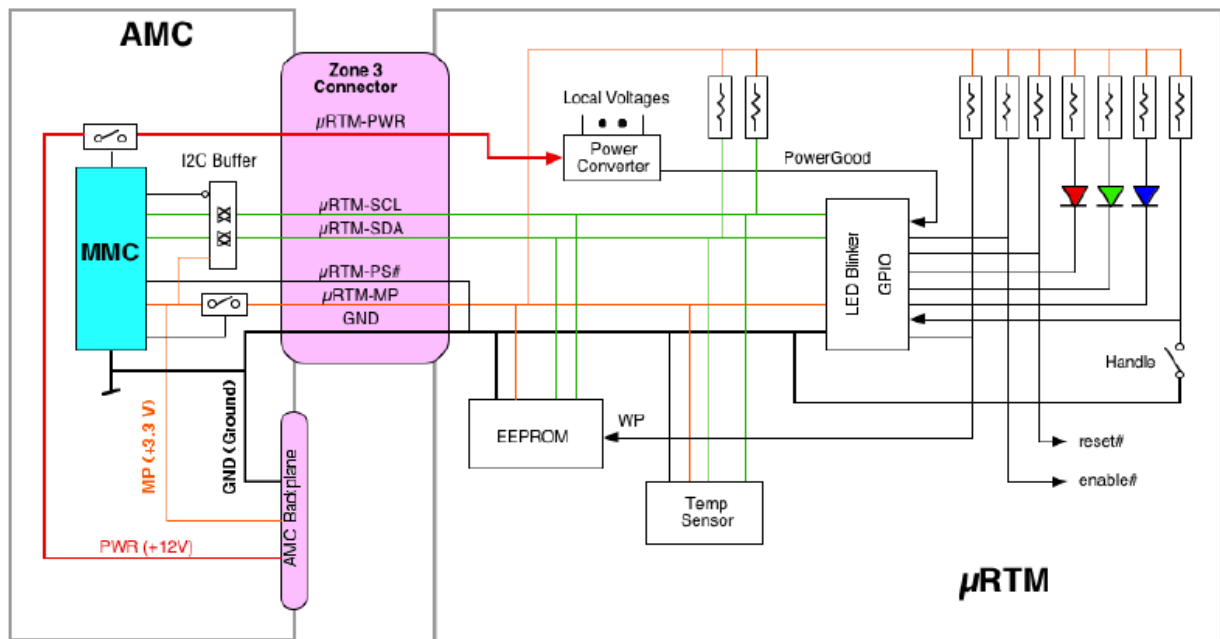 AMC
Zone 3
Connector
µRTM-PWR
Local Voltages
Power
Converter
PowerGood
I2C Buffer
µRTM-SCL
µRTM-SDA
MMC
µRTM-PS#
µRTM-MP
GND
LED Blinker
GPIO
Handle
MP (+3.3 V)
GND (Ground)
EEPROM
WP
reset#
enable#
Temp
Sensor
AMC Backplane
PWR (+12V)
µRTM